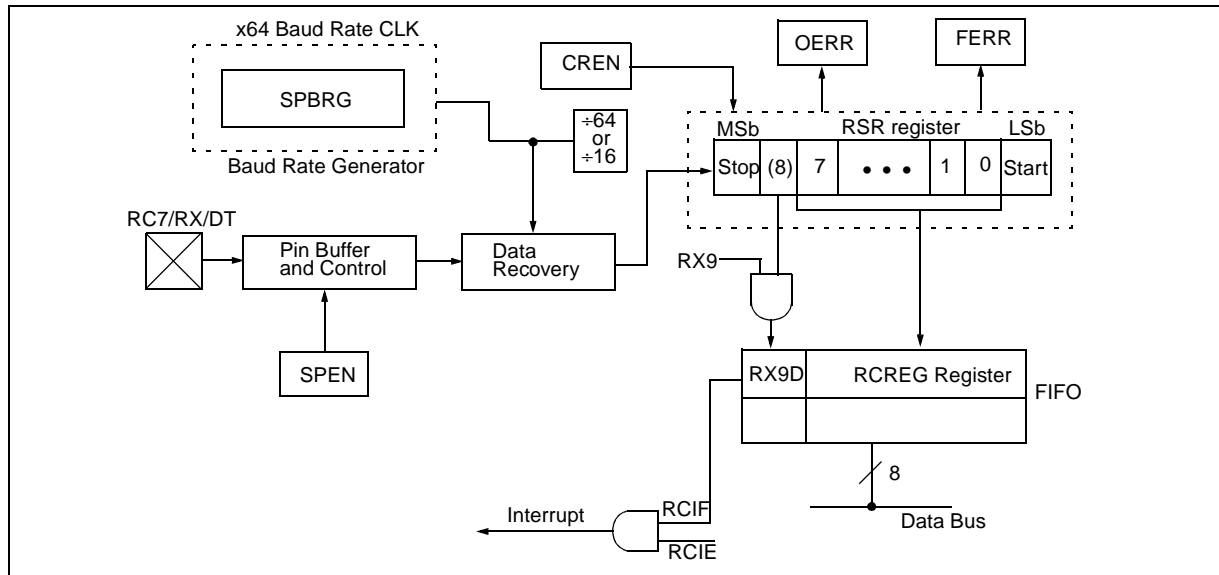 x64 Baud Rate CLK
SPBRG
Baud Rate Generator
CREN
OERR
FERR
÷64
or
÷16
MSb
RSR register
LSb
Stop
(8)
7
• • •
1
0
Start
RC7/RX/DT
Pin Buffer
and Control
Data
Recovery
RX9
SPEN
RX9D
RCREG Register
FIFO
8
Interrupt
RCIF
RCIE
Data Bus